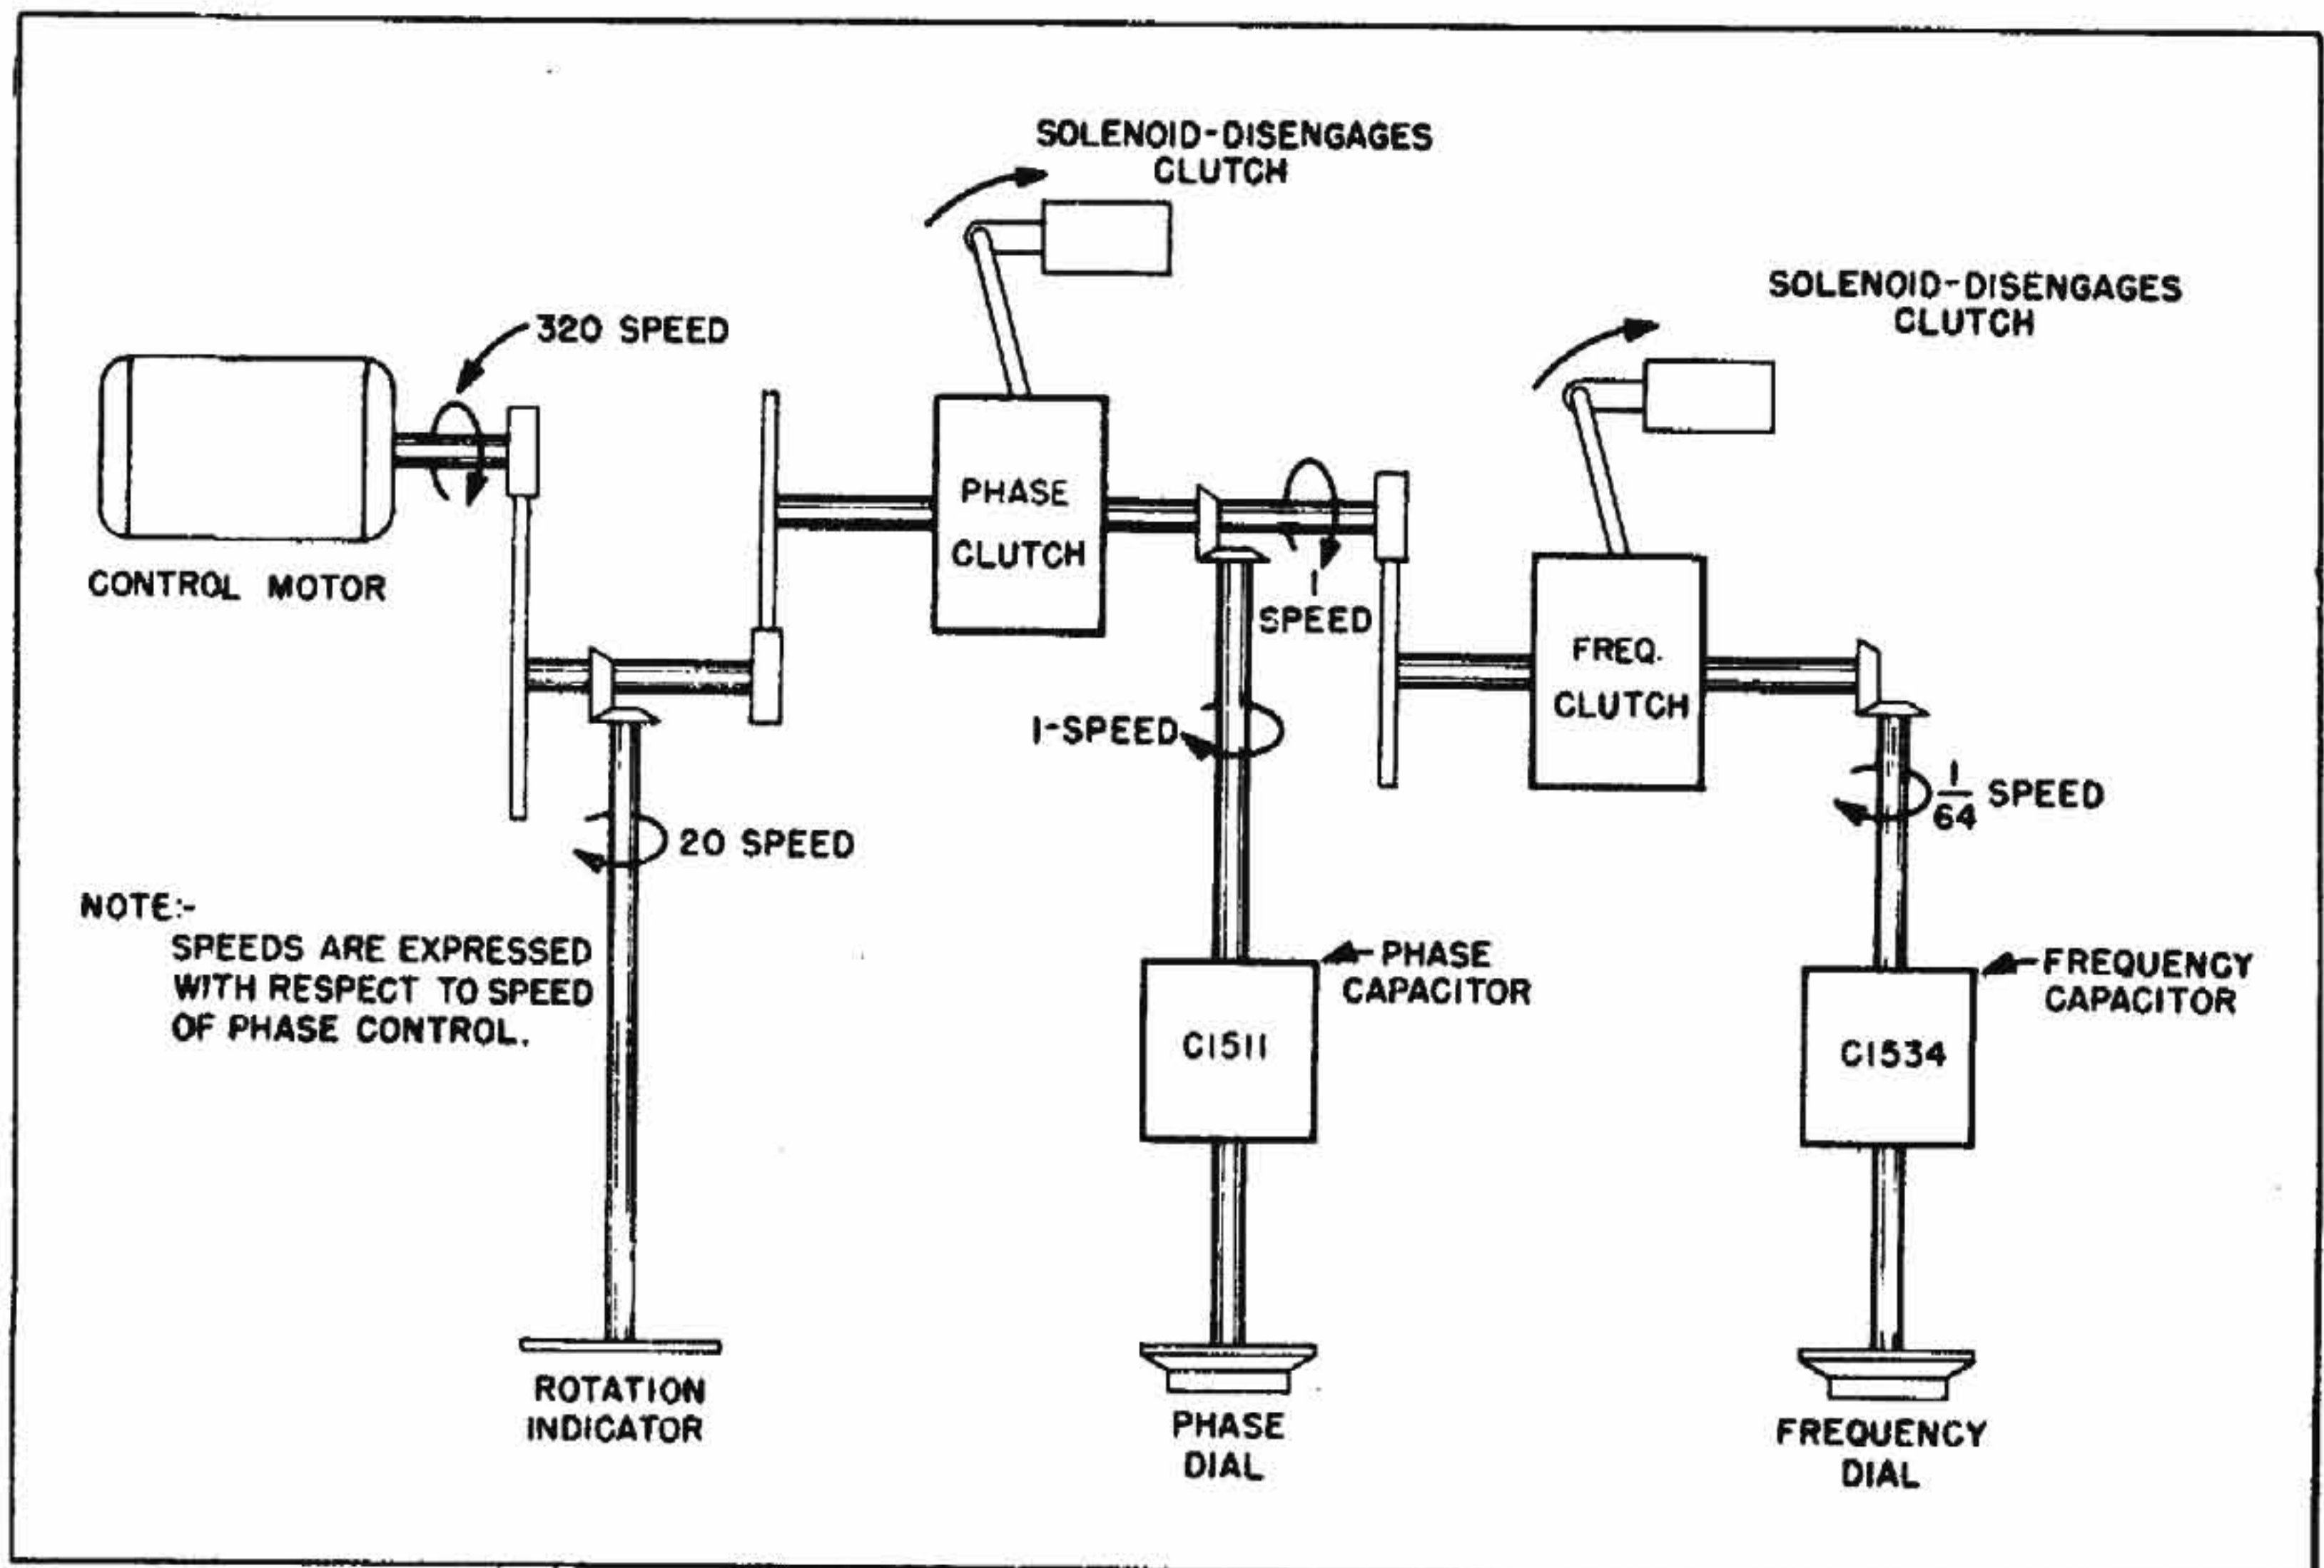 SOLENOID-DISENGAGES
CLUTCH
SOLENOID-DISENGAGES
CLUTCH
320 SPEED
CONTROL MOTOR
PHASE
CLUTCH
1
SPEED
FREQ.
CLUTCH
1-SPEED
1
64 SPEED
20 SPEED
NOTE:-
SPEEDS ARE EXPRESSED
WITH RESPECT TO SPEED
OF PHASE CONTROL.
PHASE
CAPACITOR
FREQUENCY
CAPACITOR
C1511
C1534
ROTATION
INDICATOR
PHASE
DIAL
FREQUENCY
DIAL